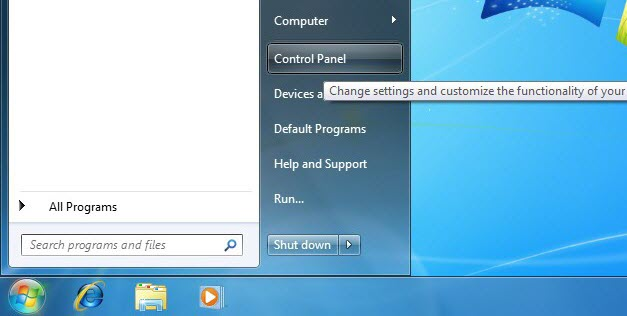 Computer
Control Panel
Change settings and customize the functionality of your
Devices a
Default Programs
Help and Support
Run...
All Programs
Search programs and files
Shut down